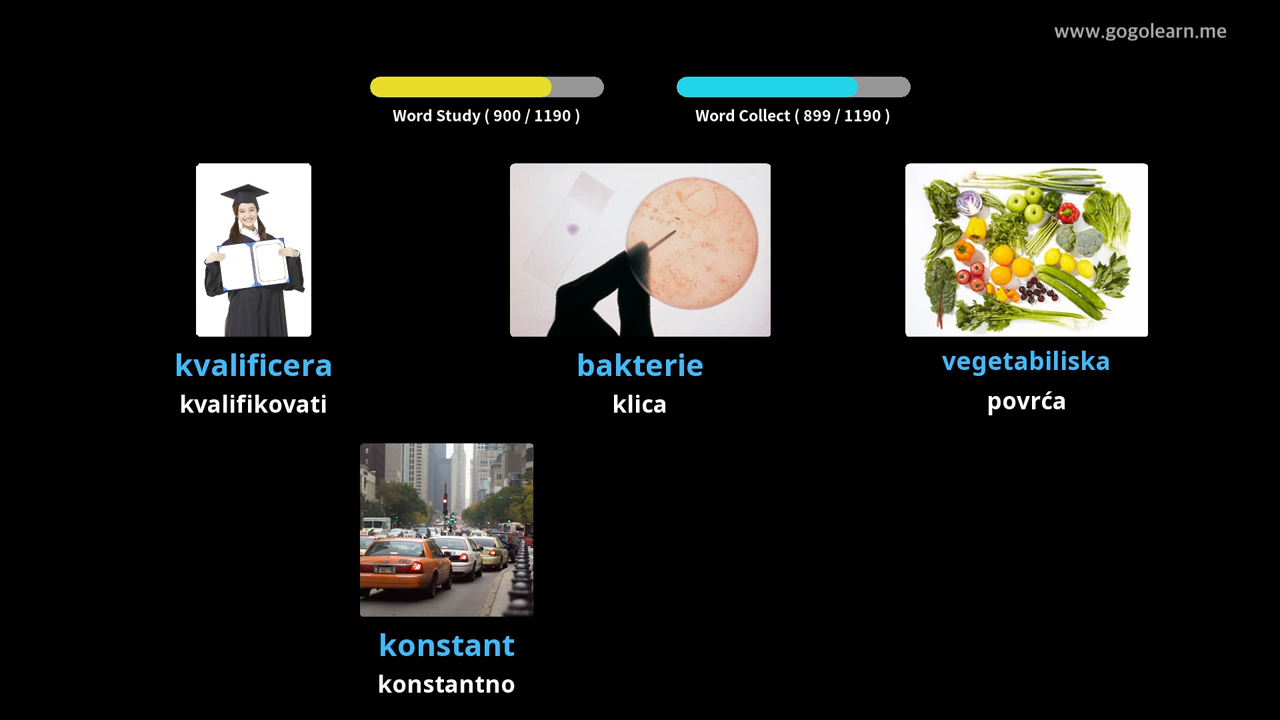 www.gogolearn.me
Word Study ( 900 / 1190 )
Word Collect ( 899 / 1190 )
kvalificera
kvalifikovati
bakterie
klica
vegetabiliska
povrća
konstant
konstantno